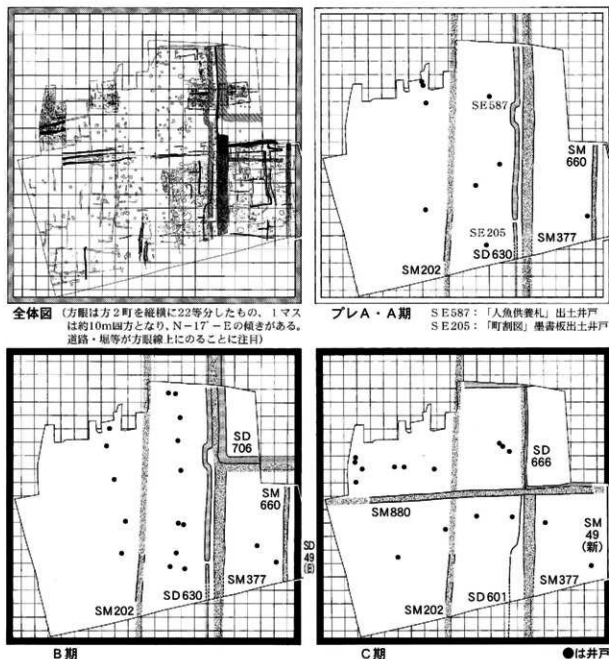 SE587
SM
660
SE205
SM377
SM202
SD630
全体図 (方眼は方2町を縦横に22等分したもの、1マス
は約10m四方となり、N-17°-Eの傾きがある。
道路・堀等が方眼線上にのることに注目)
プレA・A期 SE587:「人魚供養札」出土井戸
SE205:「町割図」墨書板出土井戸
SD
706
SM
660
SD
49
(旧)
SM377
SD630
SM202
B期
SD
666
SM880
SM
49
(新)
SM377
SM202
SD601
C期
●は井戸